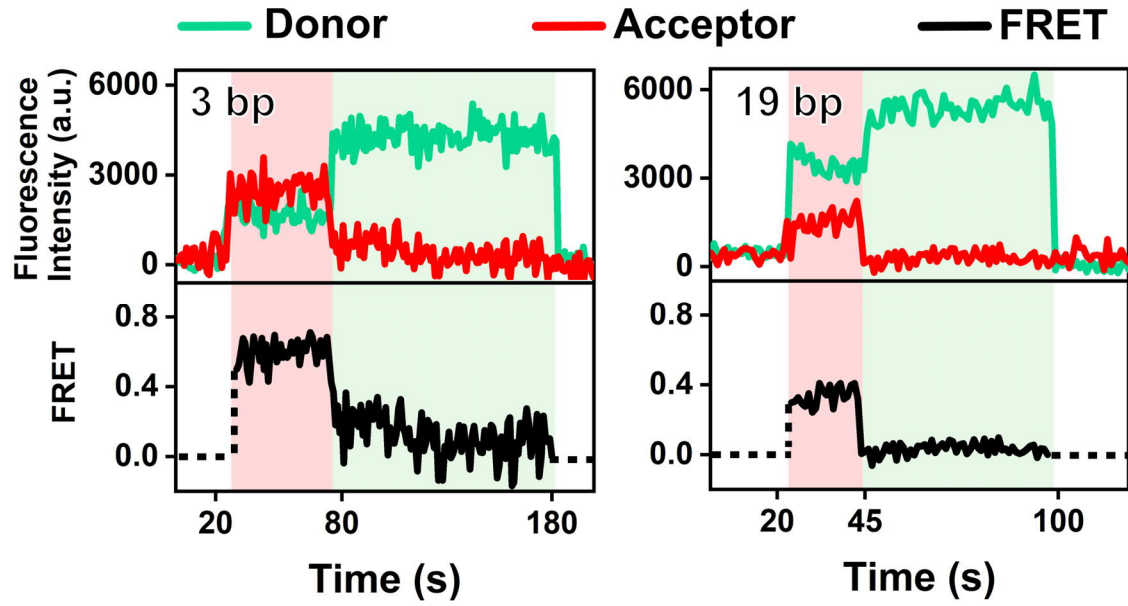 Donor Acceptor FRET
Fluorescence
Intensity (a.u.)
6000
3000
0
3 bp
6000
3000
0
19 bp
FRET
0.8
0.4
0.0
0.8
0.4
0.0
20 80 180
20 45 100
Time (s)
Time (s)